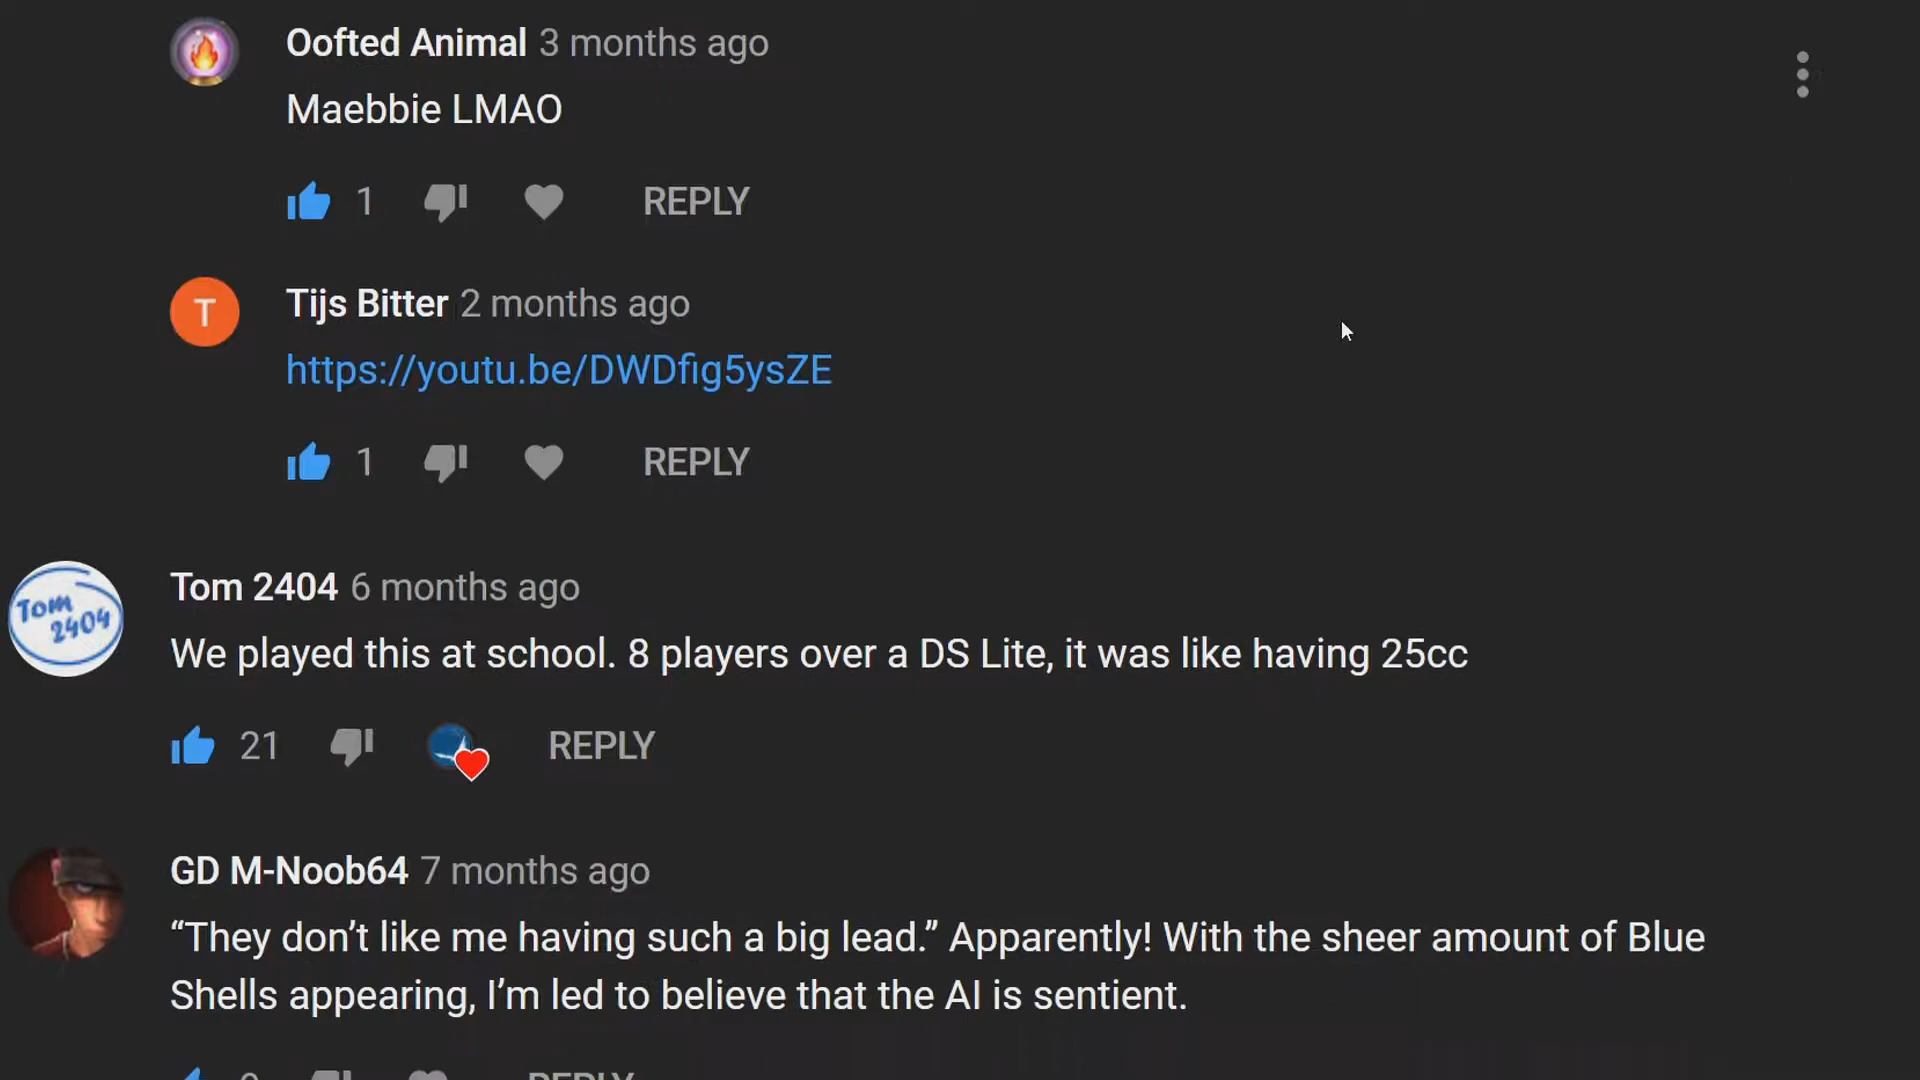 Oofted Animal 3 months ago
Maebbie LMAO
1 REPLY
T
Tijs Bitter 2 months ago
https://youtu.be/DWDfig5ysZE
1 REPLY
Tom
2404
Tom 2404 6 months ago
We played this at school. 8 players over a DS Lite, it was like having 25cc
21 REPLY
GD M-Noob64 7 months ago
“They don’t like me having such a big lead.” Apparently! With the sheer amount of Blue
Shells appearing, I’m led to believe that the AI is sentient.
REPLY